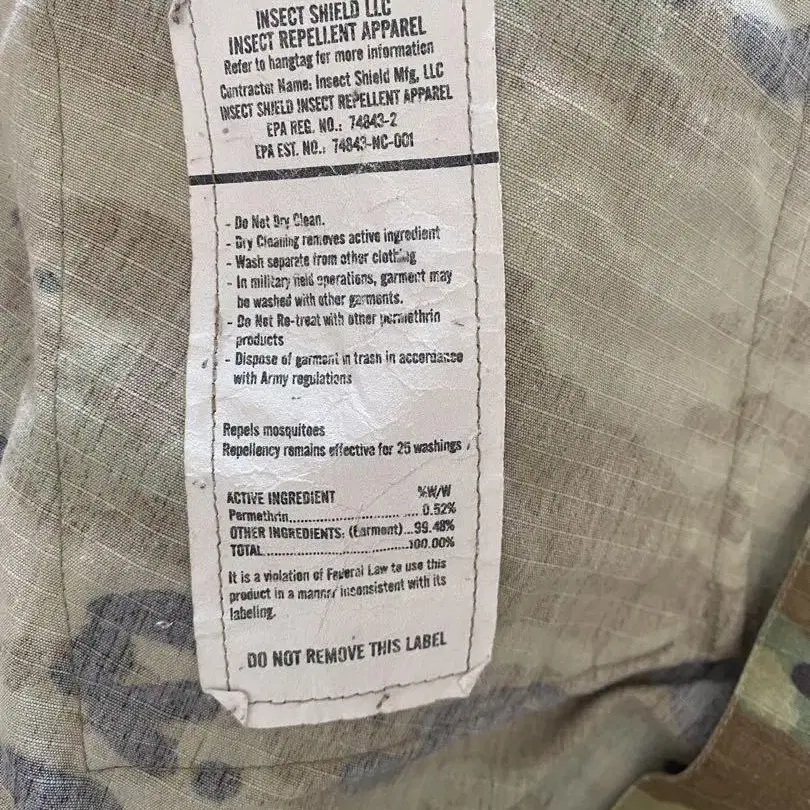 INSECT SHIELD LLC
INSECT REPELLENT APPAREL
Refer to hangtag for more information
Contractor Name: Insect Shield Mfg, LLC
INSECT SHIELD INSECT REPELLENT APPAREL
EPA REG. NO.: 74843-2
EPA EST. NO.: 74843-NC-001
- Do Not Dry Clean.
- Dry Cleaning removes active ingredient
- Wash separate from other clothing
- In military field operations, garment may
be washed with other garments.
- Do Not Re-treat with other permethrin
products
- Dispose of garment in trash in accordance
with Army regulations
Repels mosquitoes
Repellency remains effective for 25 washings
ACTIVE INGREDIENT %W/W
Permethrin..............................0.52%
OTHER INGREDIENTS: (Garment)...99.48%
TOTAL..................................100.00%
It is a violation of Federal Law to use this
product in a manner inconsistent with its
labeling.
DO NOT REMOVE THIS LABEL